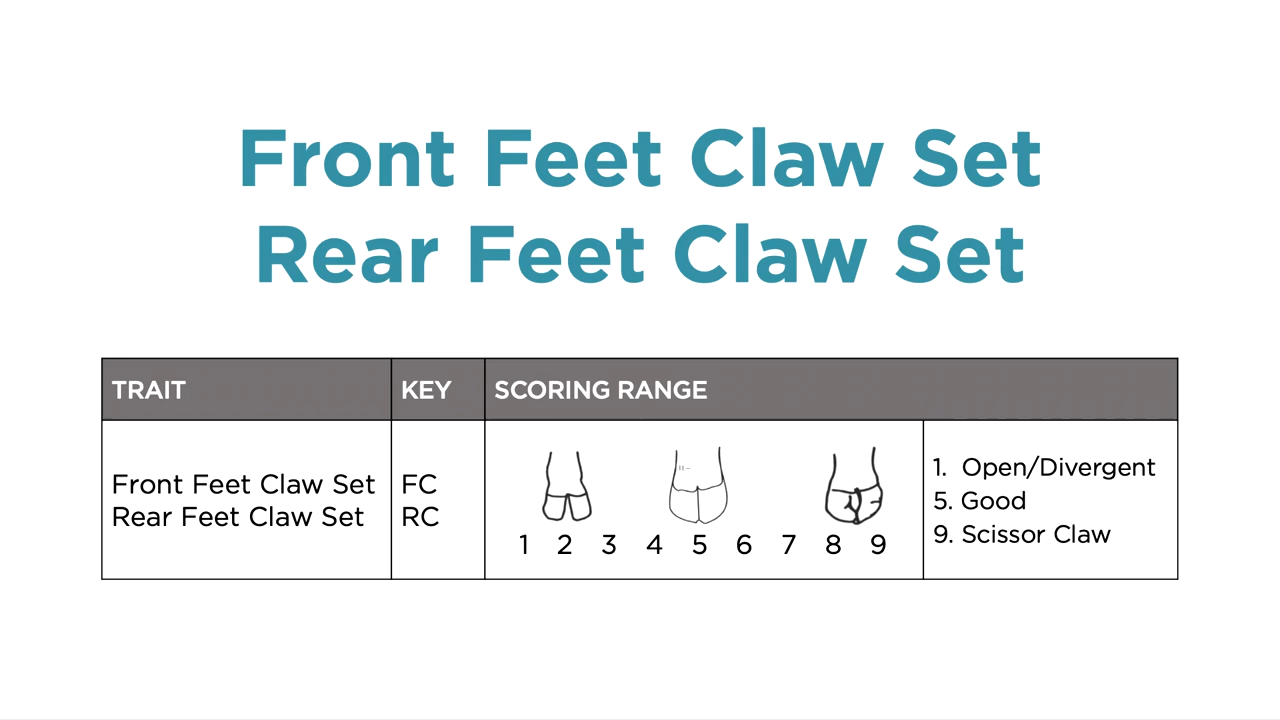 Front Feet Claw Set
Rear Feet Claw Set
TRAIT KEY SCORING RANGE
Front Feet Claw Set FC
Rear Feet Claw Set RC
1 2 3 4 5 6 7 8 9
1. Open/Divergent
5. Good
9. Scissor Claw